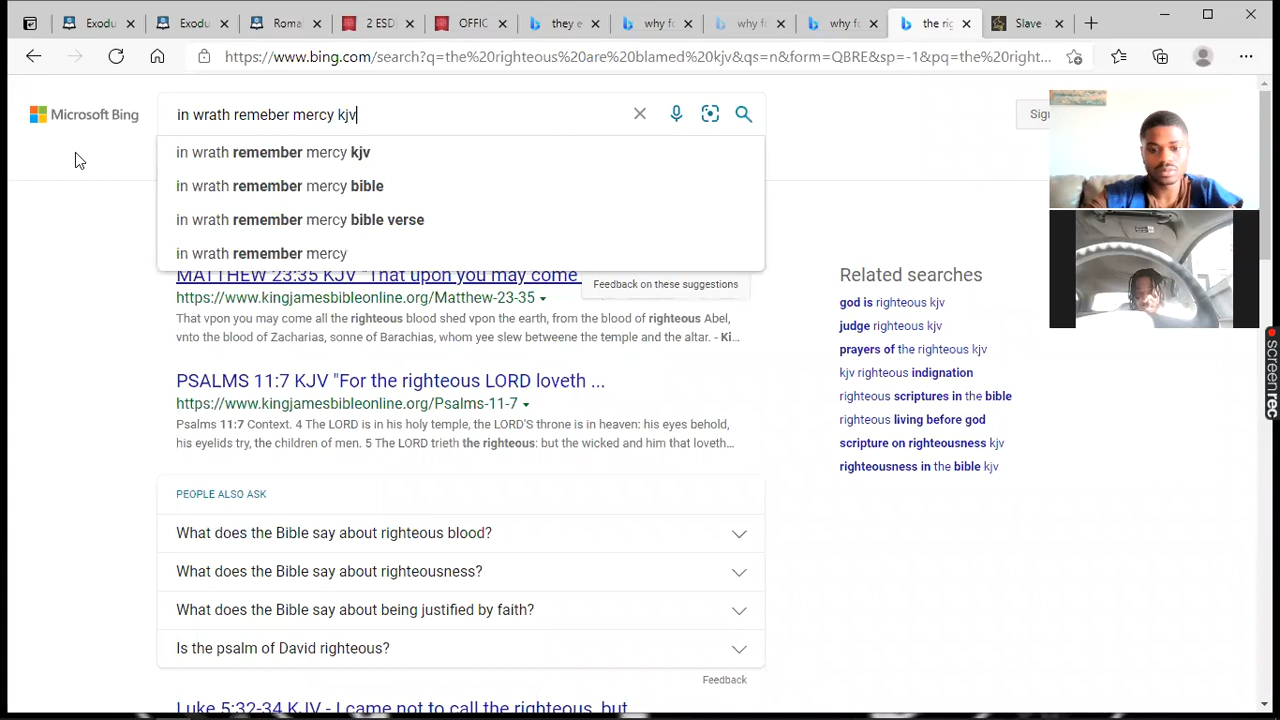 Exodu
Exodu
Roma
2 ESD
OFFIC
they e
why fo
why fo
why fo
the rig
Slave -
https://www.bing.com/search?q=the%20righteous%20are%20blamed%20kjv&qs=n&form=QBRE&sp=-1&pq=the%20right...
Microsoft Bing
in wrath remeber mercy kjv
Sig
in wrath remember mercy kjv
in wrath remember mercy bible
in wrath remember mercy bible verse
in wrath remember mercy
Feedback on these suggestions
MATTHEW 23:35 KJV "That upon you may come
https://www.kingjamesbibleonline.org/Matthew-23-35
That vpon you may come all the righteous blood shed vpon the earth, from the blood of righteous Abel,
vnto the blood of Zacharias, sonne of Barachias, whom yee slew betweene the temple and the altar. - Ki...
PSALMS 11:7 KJV "For the righteous LORD loveth ...
https://www.kingjamesbibleonline.org/Psalms-11-7
Psalms 11:7 Context. 4 The LORD is in his holy temple, the LORD'S throne is in heaven: his eyes behold,
his eyelids try, the children of men. 5 The LORD trieth the righteous: but the wicked and him that loveth...
PEOPLE ALSO ASK
What does the Bible say about righteous blood?
What does the Bible say about righteousness?
What does the Bible say about being justified by faith?
Is the psalm of David righteous?
Feedback
Luke 5:32-34 KJV - I came not to call the righteous, but
Related searches
god is righteous kjv
judge righteous kjv
prayers of the righteous kjv
kjv righteous indignation
righteous scriptures in the bible
righteous living before god
scripture on righteousness kjv
righteousness in the bible kjv
screenrec